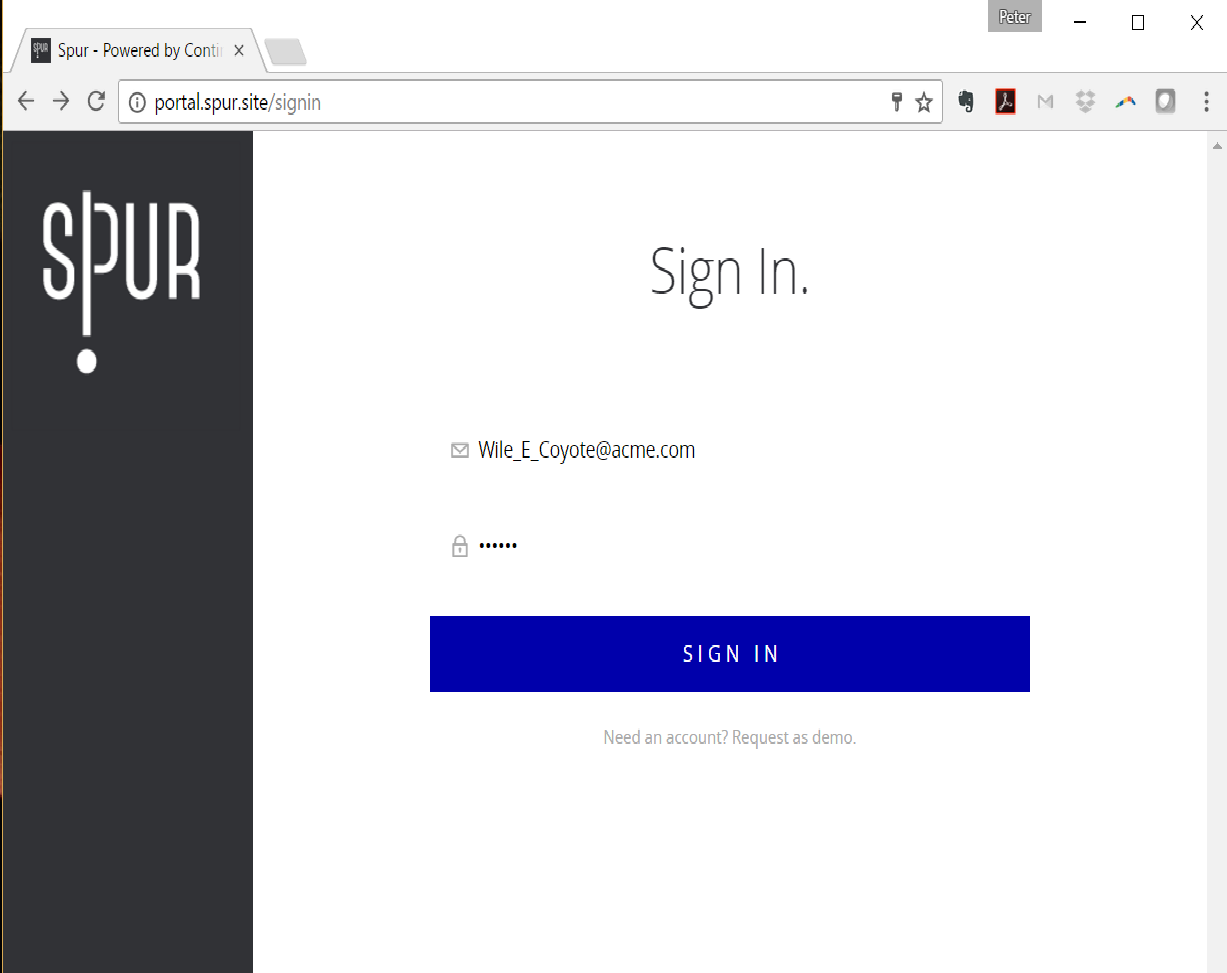 Peter
Spur - Powered by Conti
portal.spur.site/signin
SPUR
Sign In.
Wile_E_Coyote@acme.com
••••••
SIGN IN
Need an account? Request as demo.